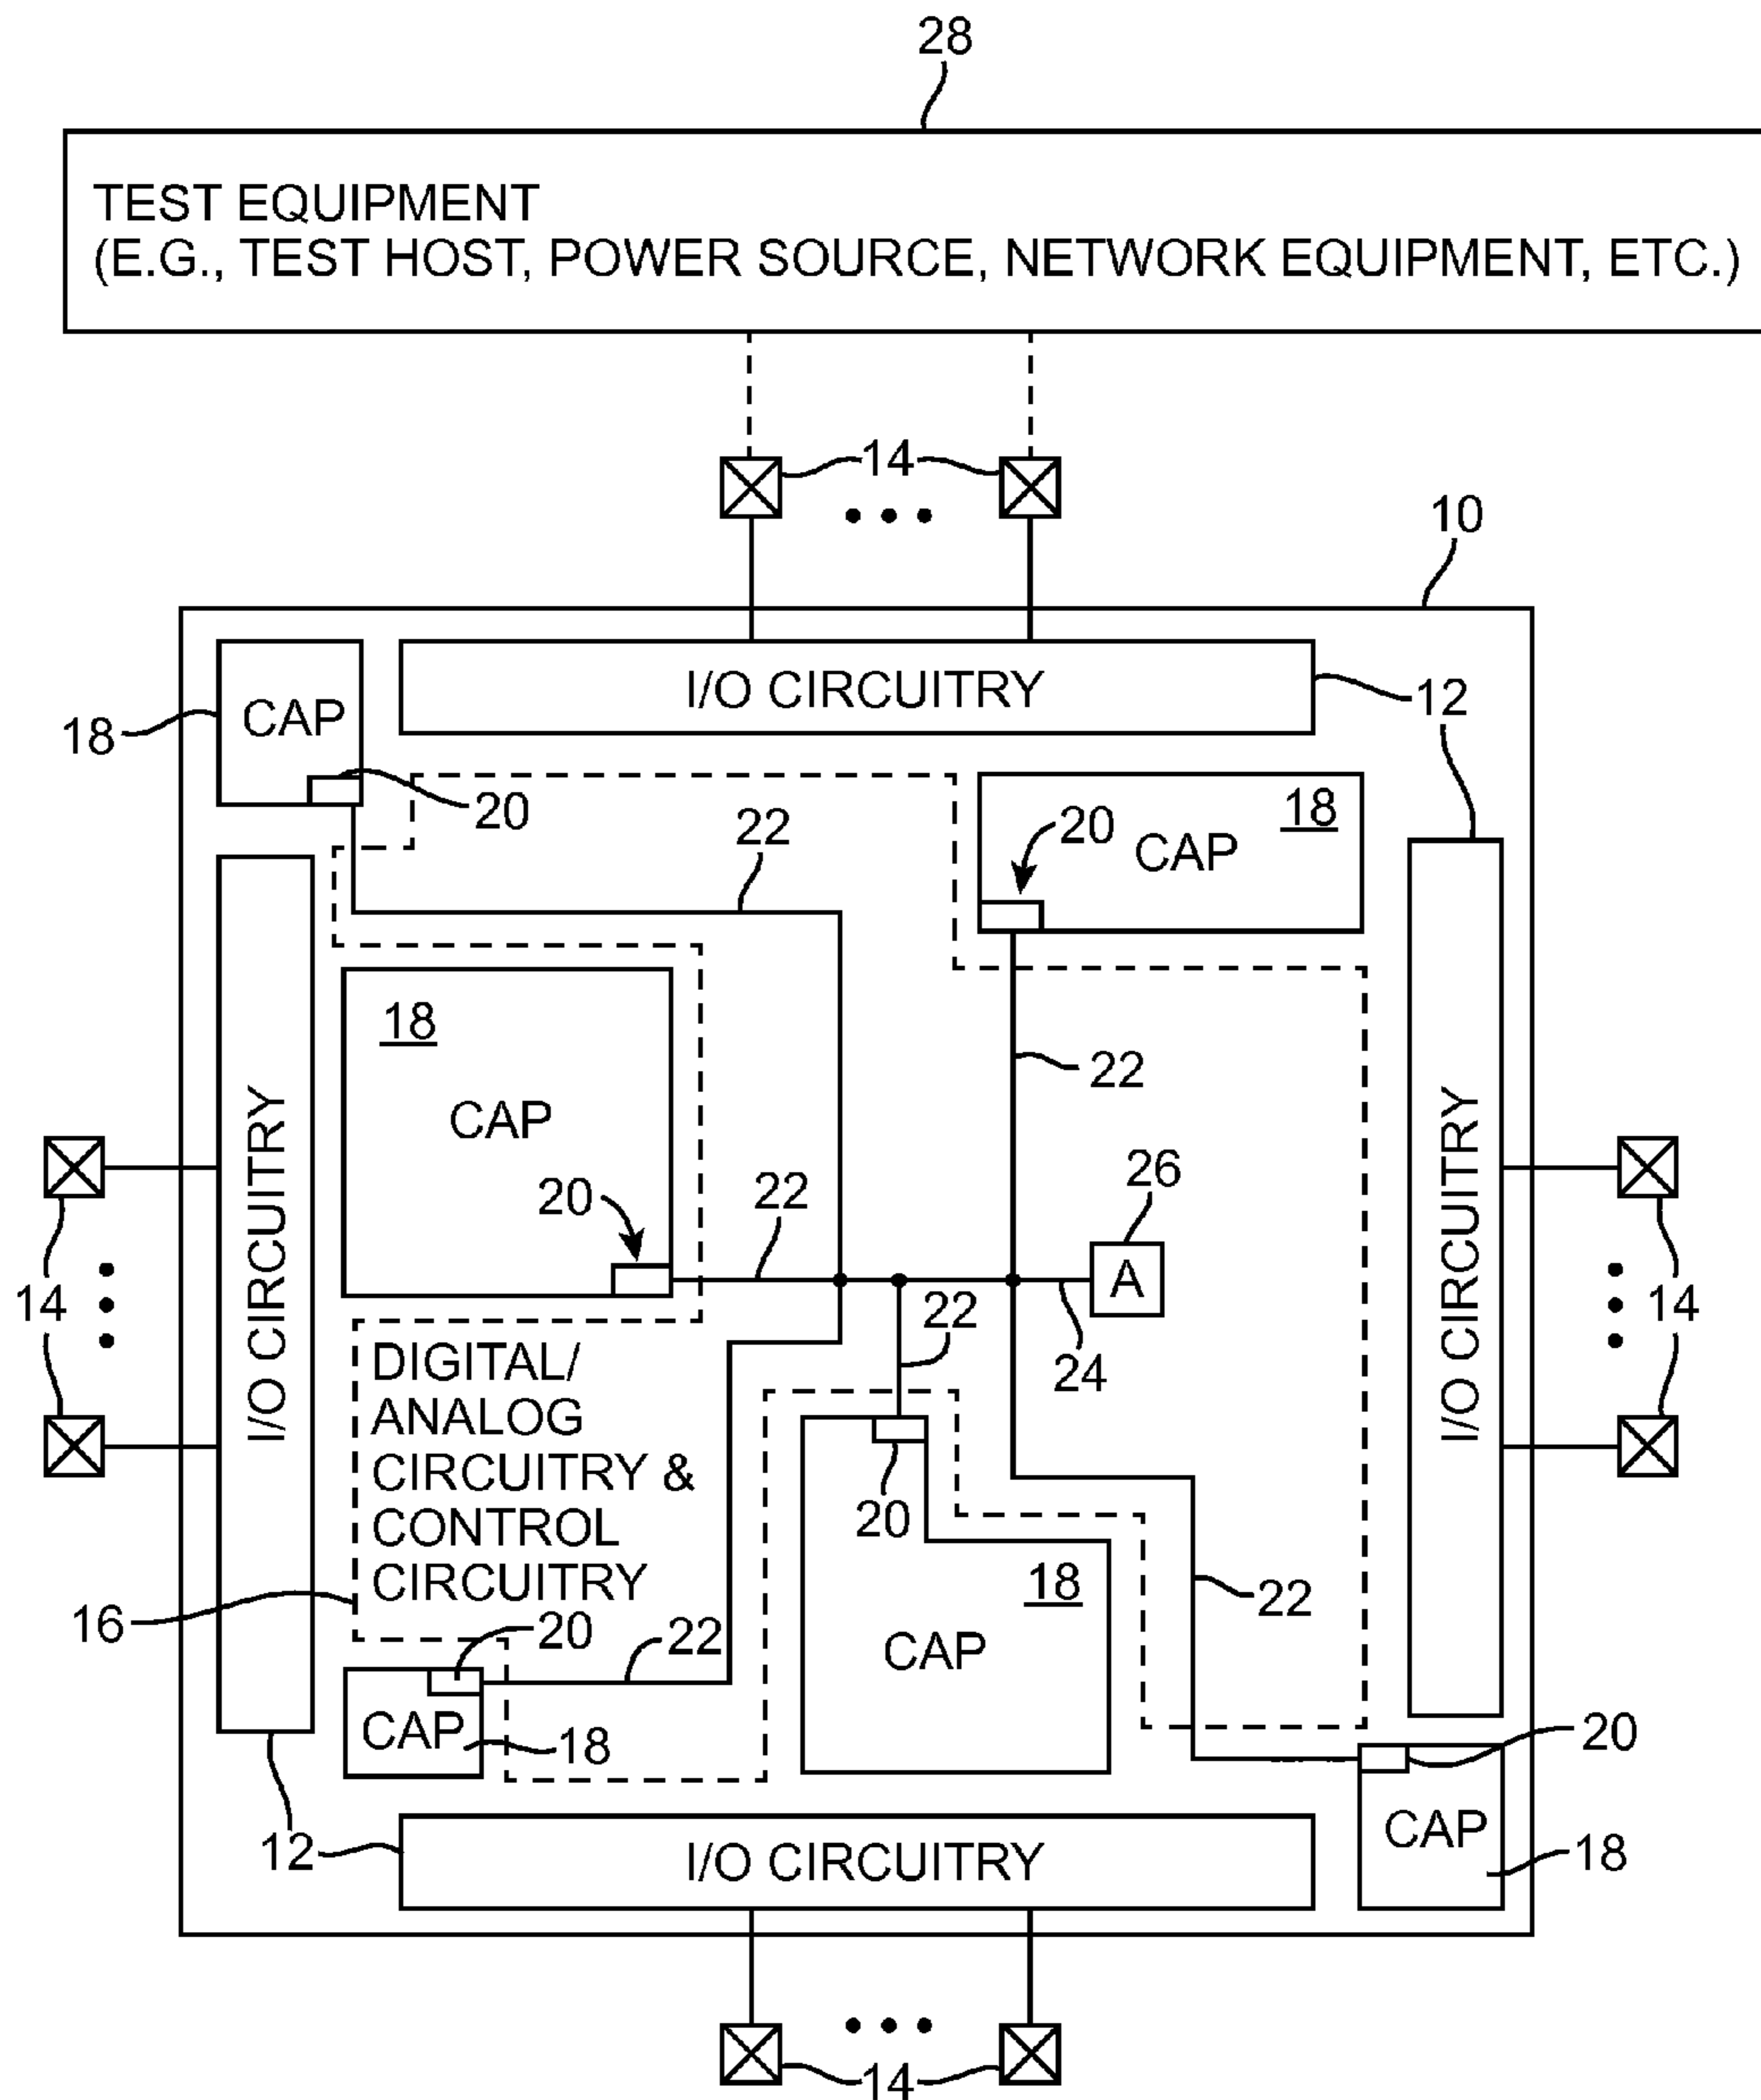 28
TEST EQUIPMENT
(E.G., TEST HOST, POWER SOURCE, NETWORK EQUIPMENT, ETC.)
14
10
I/O CIRCUITRY
12
CAP
18
20
22
18
20
CAP
18
CAP
22
I/O CIRCUITRY
I/O CIRCUITRY
26
20
22
A
14
14
22
24
DIGITAL/
ANALOG
CIRCUITRY &
CONTROL
CIRCUITRY
20
18
22
16
20
22
CAP
CAP
18
20
12
I/O CIRCUITRY
CAP
18
14